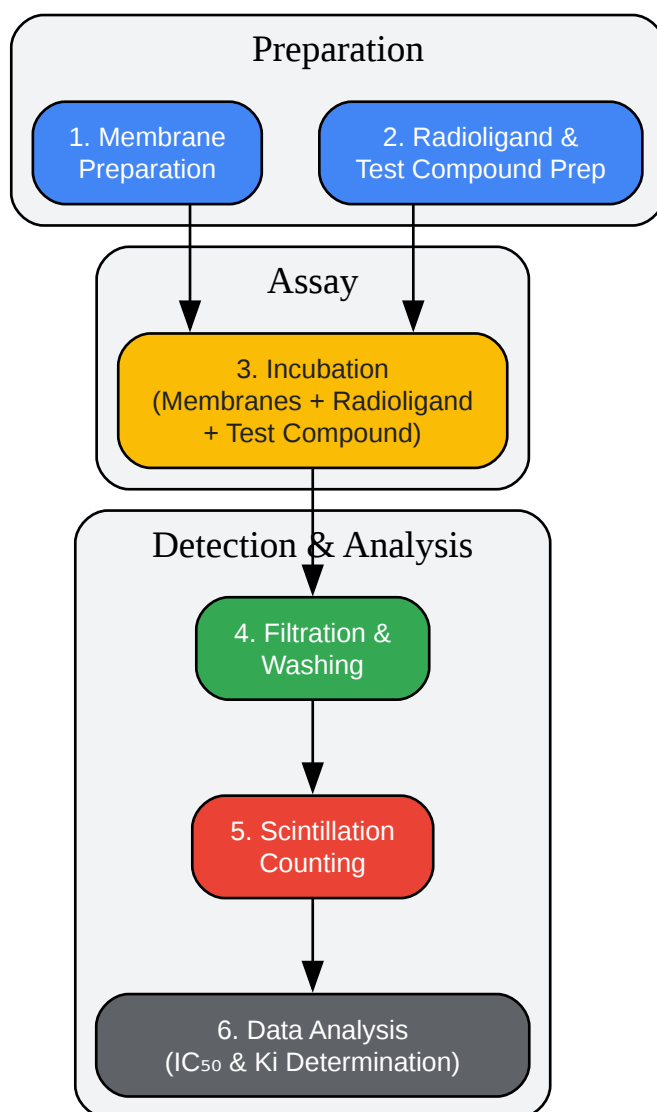 Preparation
1. Membrane
Preparation
2. Radioligand &
Test Compound Prep
Assay
3. Incubation
(Membranes + Radioligand
+ Test Compound)
Detection & Analysis
4. Filtration &
Washing
5. Scintillation
Counting
6. Data Analysis
(IC₅₀ & Ki Determination)